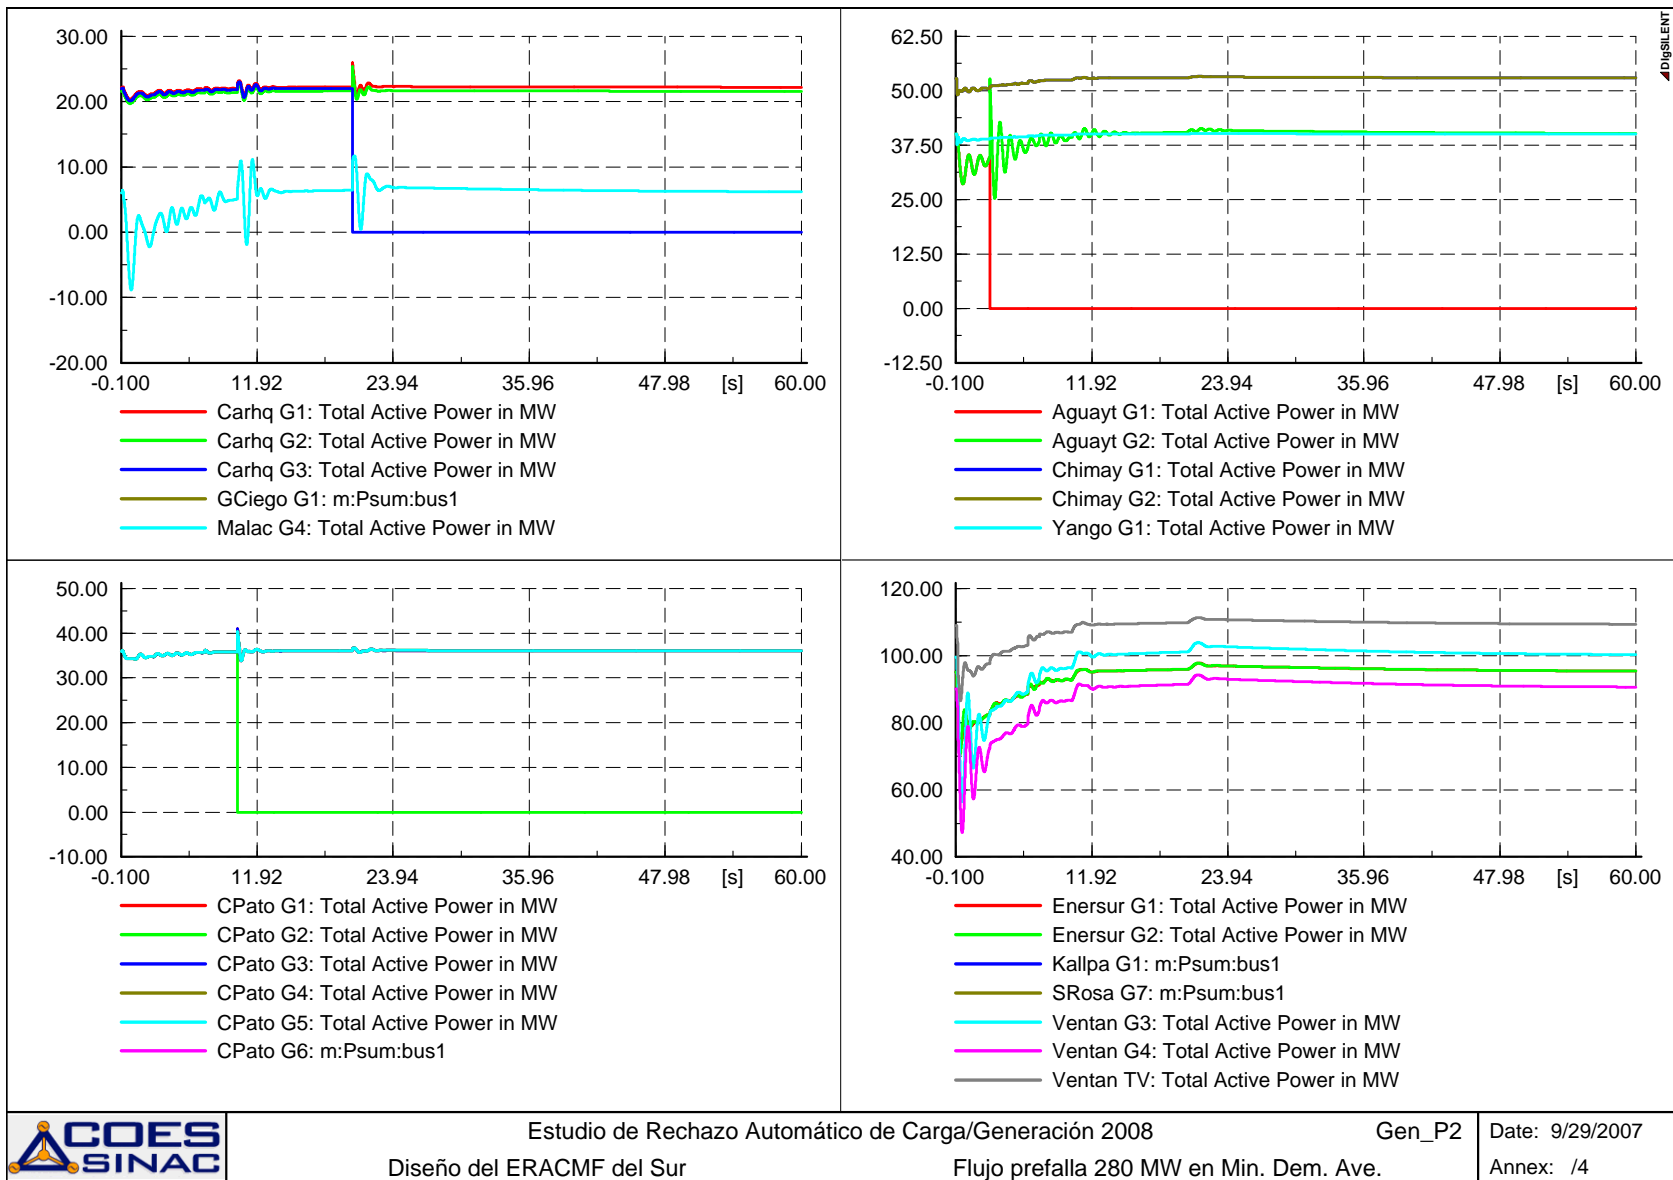 30.00
20.00
10.00
0.00
-10.00
-20.00
-0.100 11.92 23.94 35.96 47.98 [s] 60.00
Carhq G1: Total Active Power in MW
Carhq G2: Total Active Power in MW
Carhq G3: Total Active Power in MW
GCiego G1: m:Psum:bus1
Malac G4: Total Active Power in MW
62.50
50.00
37.50
25.00
12.50
0.00
-12.50
-0.100 11.92 23.94 35.96 47.98 [s] 60.00
Aguayt G1: Total Active Power in MW
Aguayt G2: Total Active Power in MW
Chimay G1: Total Active Power in MW
Chimay G2: Total Active Power in MW
Yango G1: Total Active Power in MW
DIgSILENT
50.00
40.00
30.00
20.00
10.00
0.00
-10.00
-0.100 11.92 23.94 35.96 47.98 [s] 60.00
CPato G1: Total Active Power in MW
CPato G2: Total Active Power in MW
CPato G3: Total Active Power in MW
CPato G4: Total Active Power in MW
CPato G5: Total Active Power in MW
CPato G6: m:Psum:bus1
120.00
100.00
80.00
60.00
40.00
-0.100 11.92 23.94 35.96 47.98 [s] 60.00
Enersur G1: Total Active Power in MW
Enersur G2: Total Active Power in MW
Kallpa G1: m:Psum:bus1
SRosa G7: m:Psum:bus1
Ventan G3: Total Active Power in MW
Ventan G4: Total Active Power in MW
Ventan TV: Total Active Power in MW
COES
SINAC
Estudio de Rechazo Automático de Carga/Generación 2008 Gen_P2
Diseño del ERACMF del Sur Flujo prefalla 280 MW en Min. Dem. Ave.
Date: 9/29/2007
Annex: /4